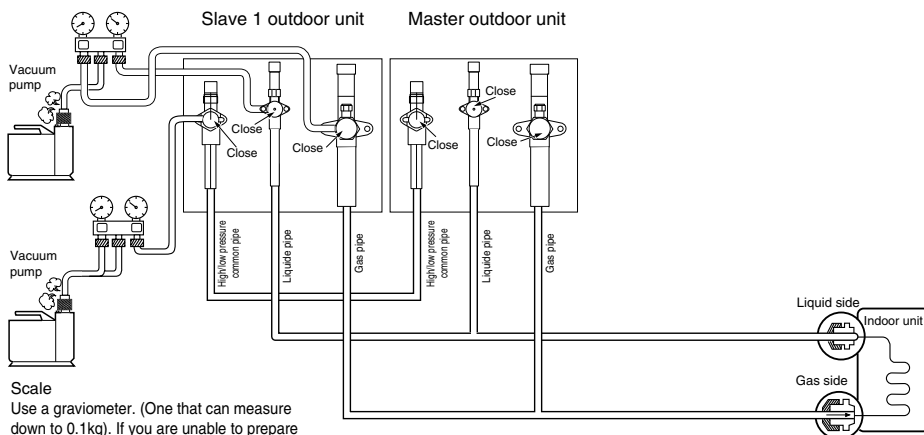 Slave 1 outdoor unit
Master outdoor unit
Vacuum
pump
Close
Close
Close
Close
Close
Close
High/low pressure
common pipe
Liquide pipe
Gas pipe
High/low pressure
common pipe
Liquide pipe
Gas pipe
Vacuum
pump
Liquid side
Indoor unit
Gas side
Scale
Use a graviometer. (One that can measure
down to 0.1kg). If you are unable to prepare